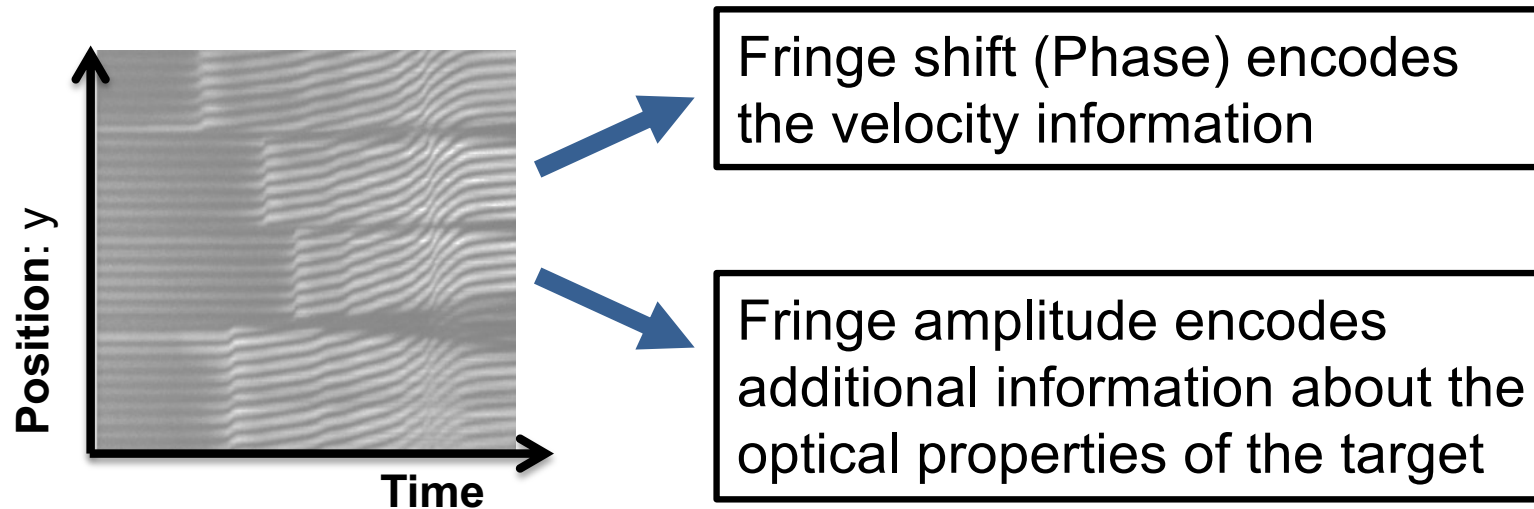 Fringe shift (Phase) encodes
the velocity information
Position: y
Time
Fringe amplitude encodes
additional information about the
optical properties of the target